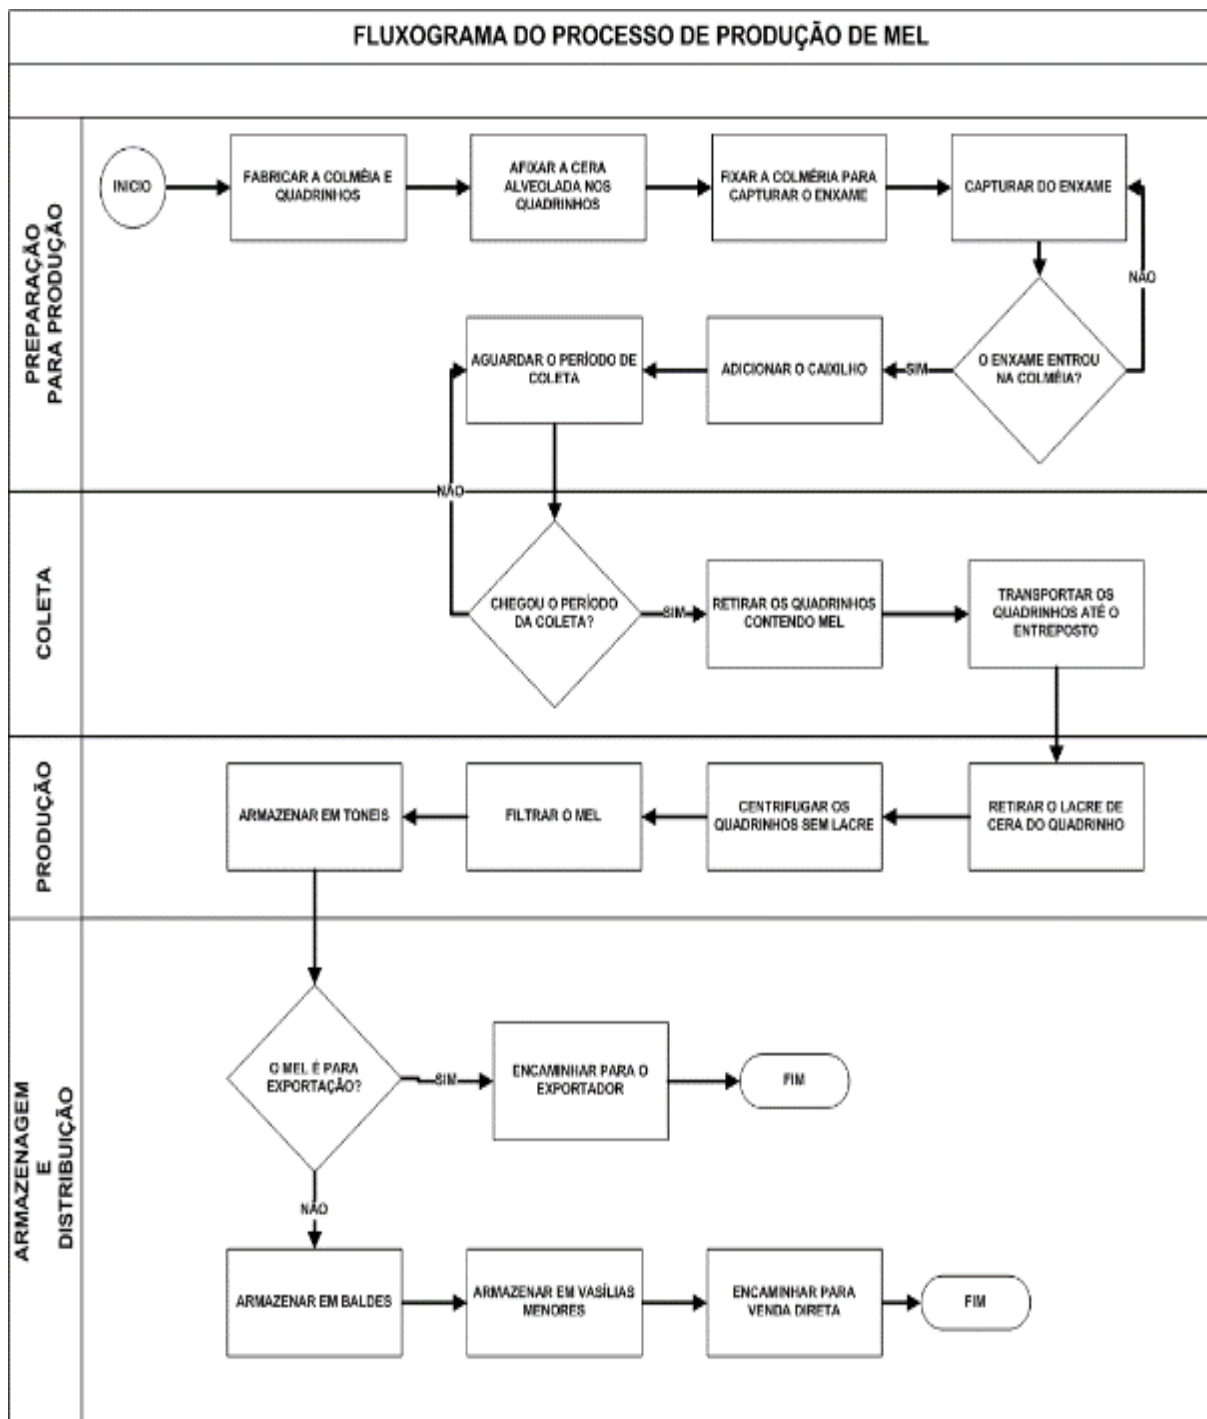 FLUXOGRAMA DO PROCESSO DE PRODUÇÃO DE MEL
PREPARAÇÃO
PARA PRODUÇÃO
INICIO
FABRICAR A COLMÉIA E
QUADRINHOS
AFIXAR A CERA
ALVEOLADA NOS
QUADRINHOS
FIXAR A COLMÉRIA PARA
CAPTURAR O ENXAME
CAPTURAR DO ENXAME
NÃO
O ENXAME ENTROU
NA COLMÉIA?
SIM
ADICIONAR O CAIXILHO
AGUARDAR O PERÍODO DE
COLETA
NÃO
COLETA
CHEGOU O PERÍODO
DA COLETA?
SIM
RETIRAR OS QUADRINHOS
CONTENDO MEL
TRANSPORTAR OS
QUADRINHOS ATÉ O
ENTREPOSTO
PRODUÇÃO
RETIRAR O LACRE DE
CERA DO QUADRINHO
CENTRIFUGAR OS
QUADRINHOS SEM LACRE
FILTRAR O MEL
ARMAZENAR EM TONEIS
ARMAZENAGEM
E
DISTRIBUIÇÃO
O MEL É PARA
EXPORTAÇÃO?
SIM
ENCAMINHAR PARA O
EXPORTADOR
FIM
NÃO
ARMAZENAR EM BALDES
ARMAZENAR EM VASÍLIAS
MENORES
ENCAMINHAR PARA
VENDA DIRETA
FIM